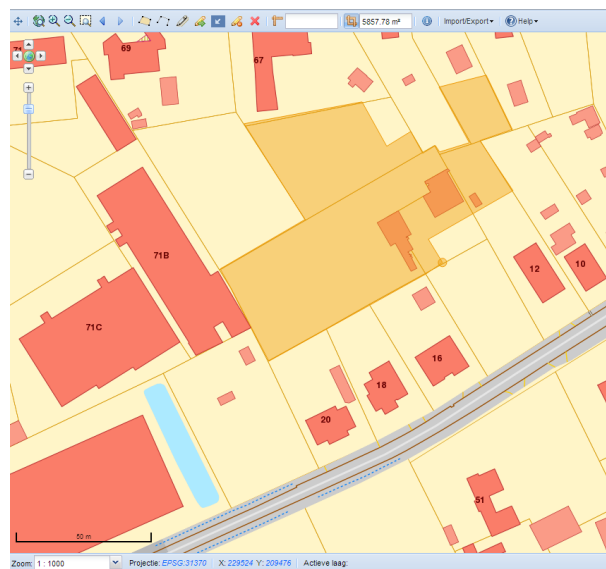 5857.78 m² Import/Export Help
69
67
71
71B
12
10
71C
16
18
20
51
50 m
Zoom: 1 : 1000 Projectie: EPSG:31370 X: 229524 Y: 209476 Actieve laag: